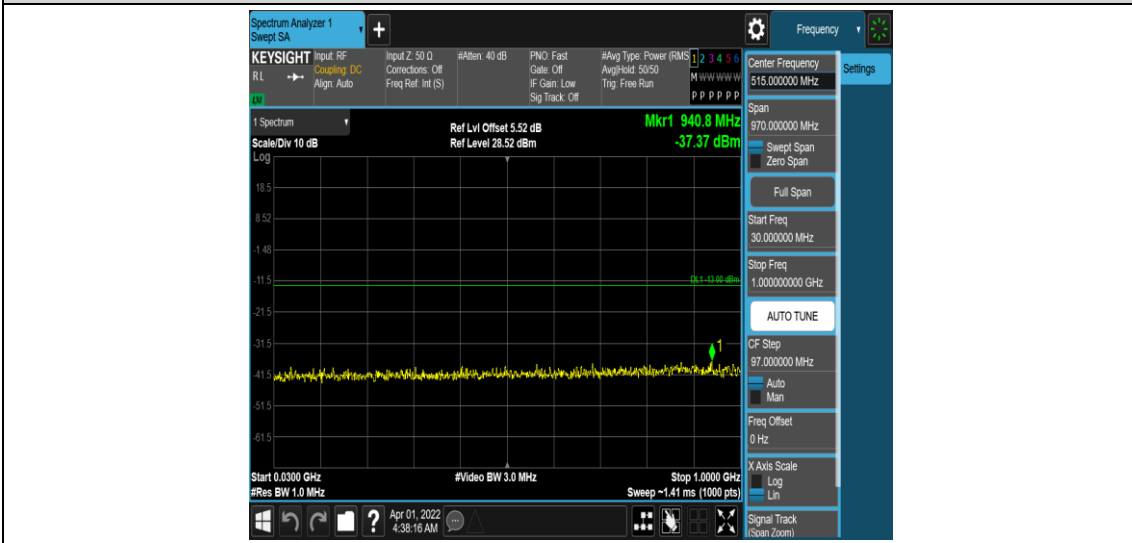 Spectrum Analyzer 1
Swept SA
+
Frequency
KEYSIGHT
RL
LXI
Input: RF
Coupling: DC
Align: Auto
Input Z: 50 Ω
Corrections: Off
Freq Ref: Int (S)
#Atten: 40 dB
PNO: Fast
Gate: Off
IF Gain: Low
Sig Track: Off
#Avg Type: Power (RMS
Avg|Hold: 50/50
Trig: Free Run
1 2 3 4 5 6
M W W W W W
P P P P P P
1 Spectrum
Scale/Div 10 dB
Log
Ref Lvl Offset 5.52 dB
Ref Level 28.52 dBm
Mkr1 940.8 MHz
-37.37 dBm
18.5
8.52
-1.48
-11.5
DL1 -13.00 dBm
-21.5
-31.5
1
-41.5
-51.5
-61.5
Start 0.0300 GHz
#Res BW 1.0 MHz
#Video BW 3.0 MHz
Stop 1.0000 GHz
Sweep ~1.41 ms (1000 pts)
?
Apr 01, 2022
4:38:16 AM
Center Frequency
515.000000 MHz
Settings
Span
970.000000 MHz
Swept Span
Zero Span
Full Span
Start Freq
30.000000 MHz
Stop Freq
1.000000000 GHz
AUTO TUNE
CF Step
97.000000 MHz
Auto
Man
Freq Offset
0 Hz
X Axis Scale
Log
Lin
Signal Track
(Span Zoom)